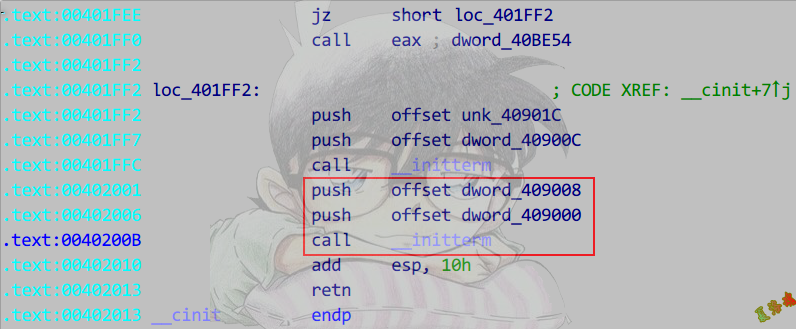 .text:00401FEE jz short loc_401FF2
.text:00401FF0 call eax ; dword_40BE54
.text:00401FF2
.text:00401FF2 loc_401FF2: ; CODE XREF: __cinit+7↑j
.text:00401FF2 push offset unk_40901C
.text:00401FF7 push offset dword_40900C
.text:00401FFC call __initterm
.text:00402001 push offset dword_409008
.text:00402006 push offset dword_409000
.text:0040200B call __initterm
.text:00402010 add esp, 10h
.text:00402013 retn
.text:00402013 __cinit endp